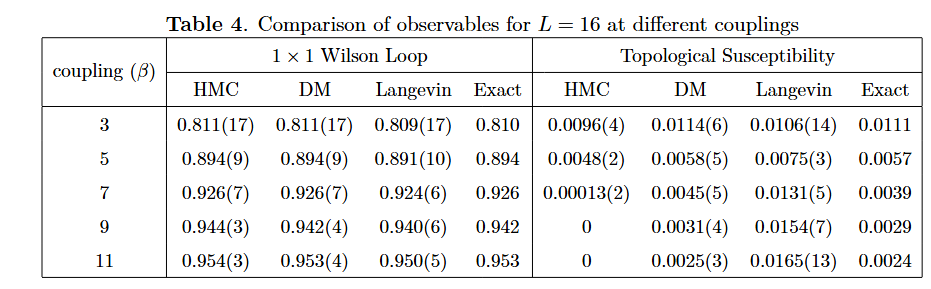 Table 4. Comparison of observables for L = 16 at different couplings
coupling (β) 1 × 1 Wilson Loop Topological Susceptibility
HMC DM Langevin Exact HMC DM Langevin Exact
3 0.811(17) 0.811(17) 0.809(17) 0.810 0.0096(4) 0.0114(6) 0.0106(14) 0.0111
5 0.894(9) 0.894(9) 0.891(10) 0.894 0.0048(2) 0.0058(5) 0.0075(3) 0.0057
7 0.926(7) 0.926(7) 0.924(6) 0.926 0.00013(2) 0.0045(5) 0.0131(5) 0.0039
9 0.944(3) 0.942(4) 0.940(6) 0.942 0 0.0031(4) 0.0154(7) 0.0029
11 0.954(3) 0.953(4) 0.950(5) 0.953 0 0.0025(3) 0.0165(13) 0.0024